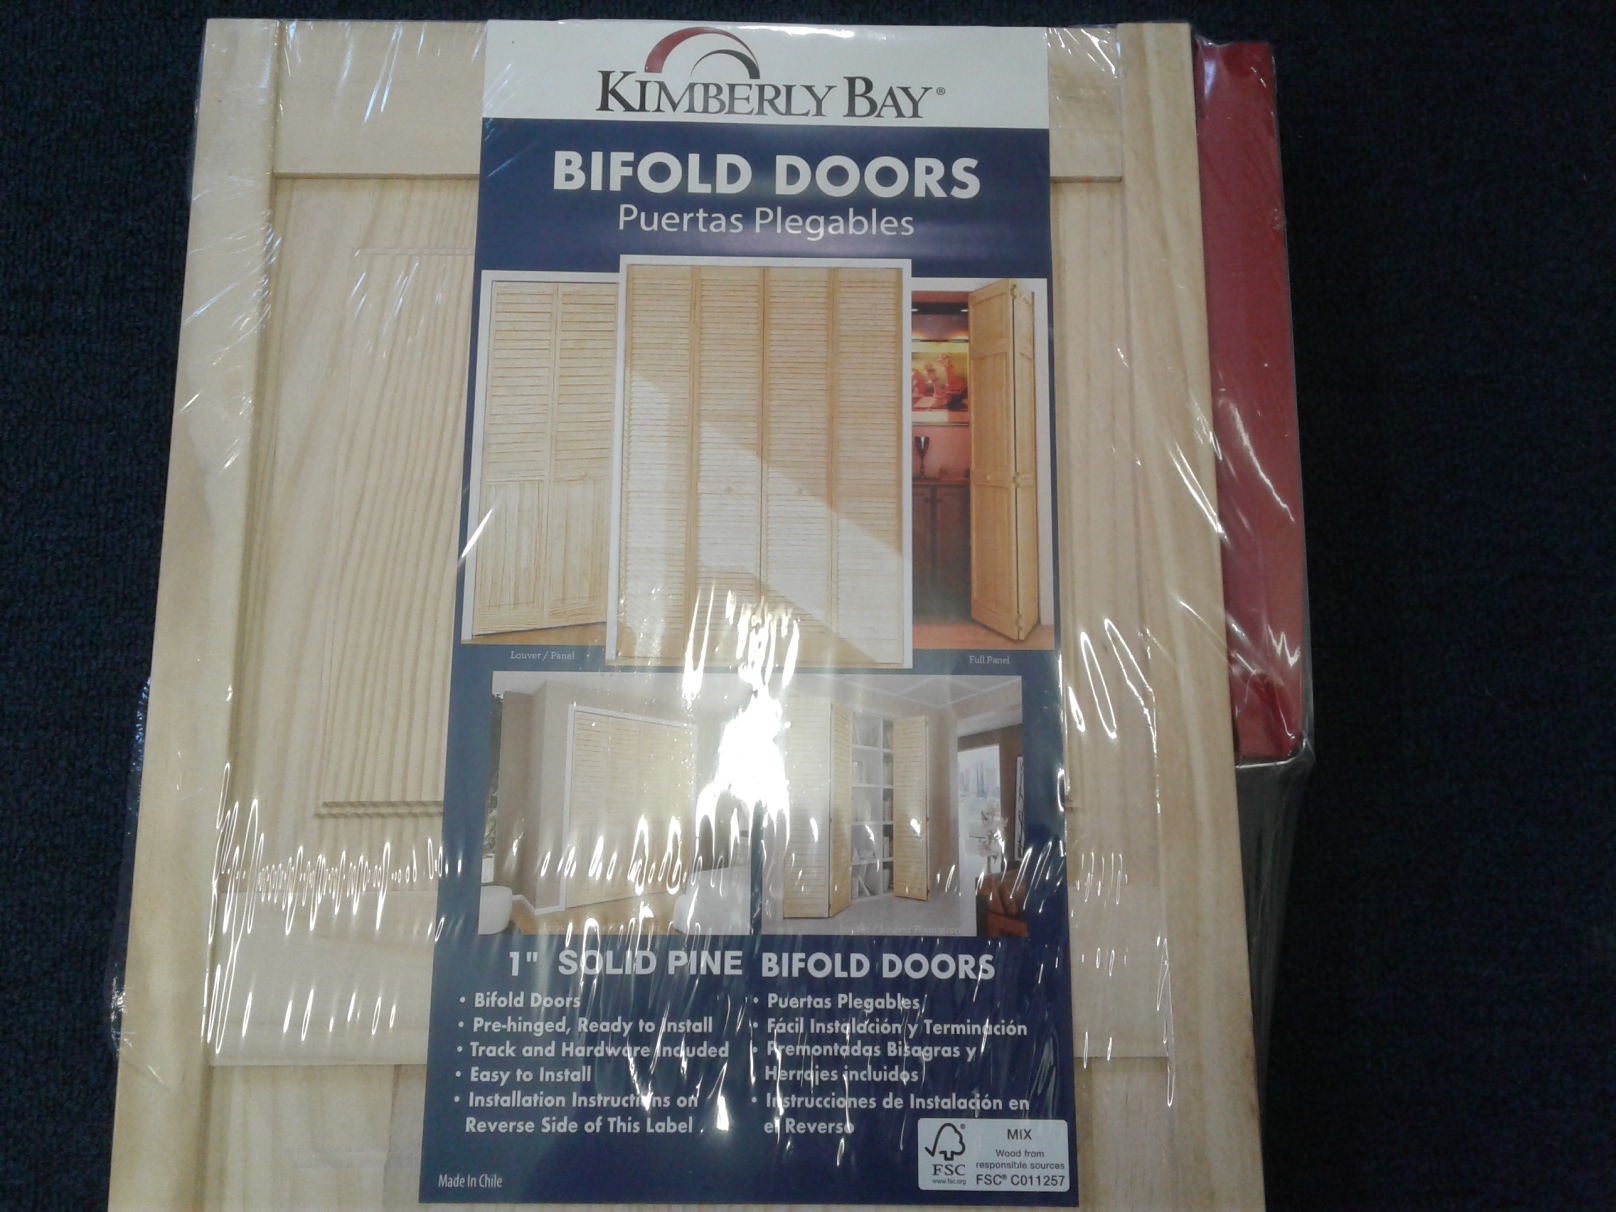 KIMBERLY BAY®
BIFOLD DOORS
Puertas Plegables
Louver / Panel
Full Panel
1" SOLID PINE BIFOLD DOORS
• Bifold Doors
• Pre-hinged, Ready to Install
• Track and Hardware Included
• Easy to Install
• Installation Instructions on
Reverse Side of This Label.
• Puertas Plegables
• Fácil Instalación y Terminación
• Premontadas Bisagras y
Herrajes incluidos
• Instrucciones de Instalación en
el Reverso
Made In Chile
FSC
www.fsc.org
MIX
Wood from
responsible sources
FSC® C011257